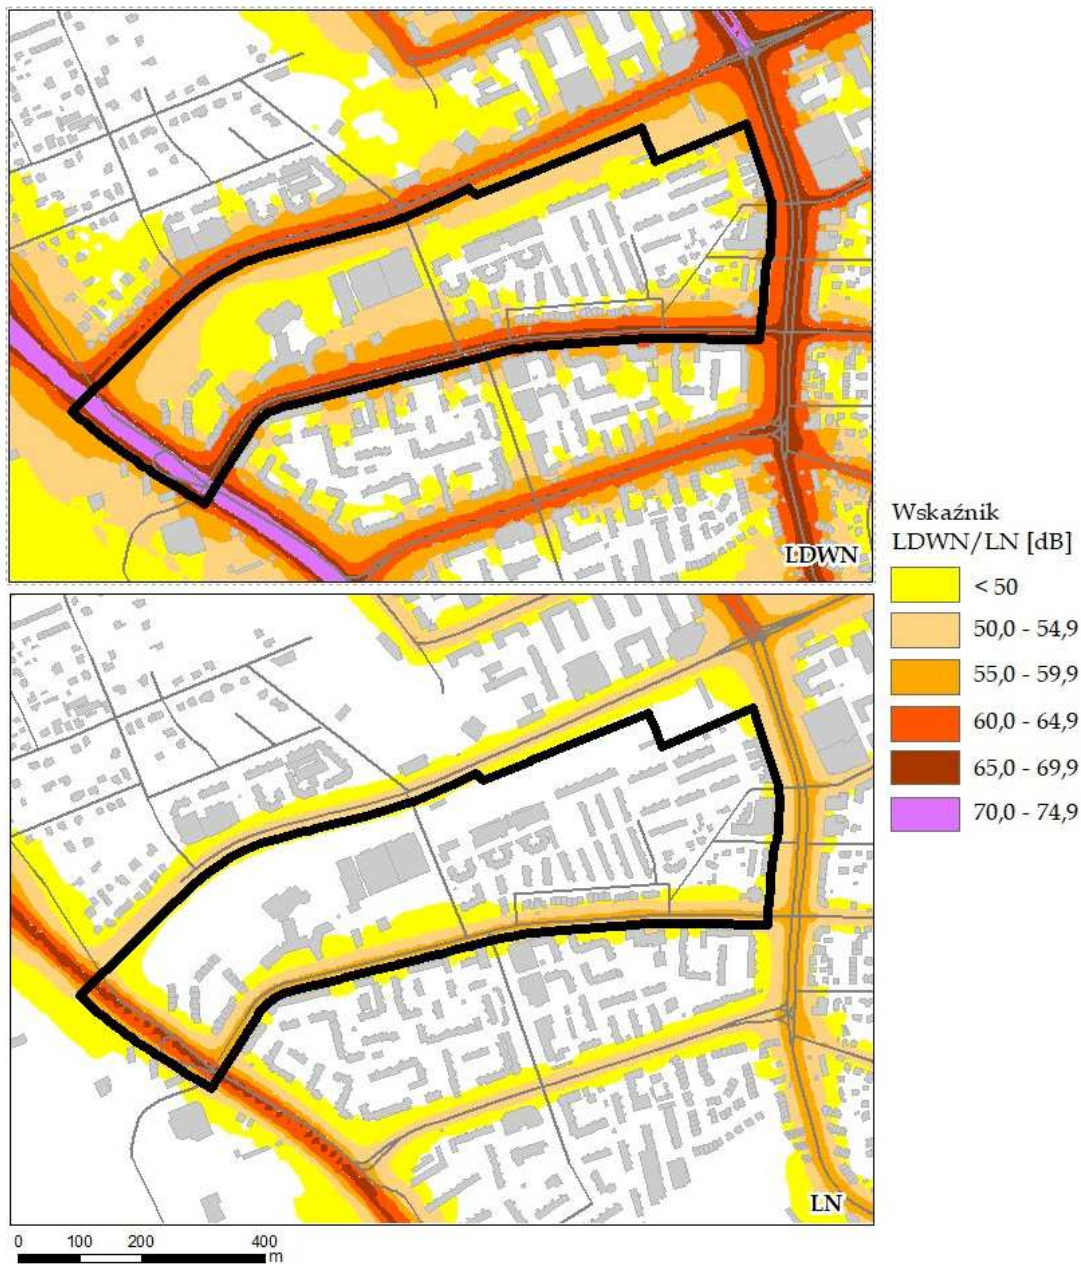 LDWN
Wskaźnik
LDWN/LN [dB]
< 50
50,0 - 54,9
55,0 - 59,9
60,0 - 64,9
65,0 - 69,9
70,0 - 74,9
LN
0 100 200 400
m